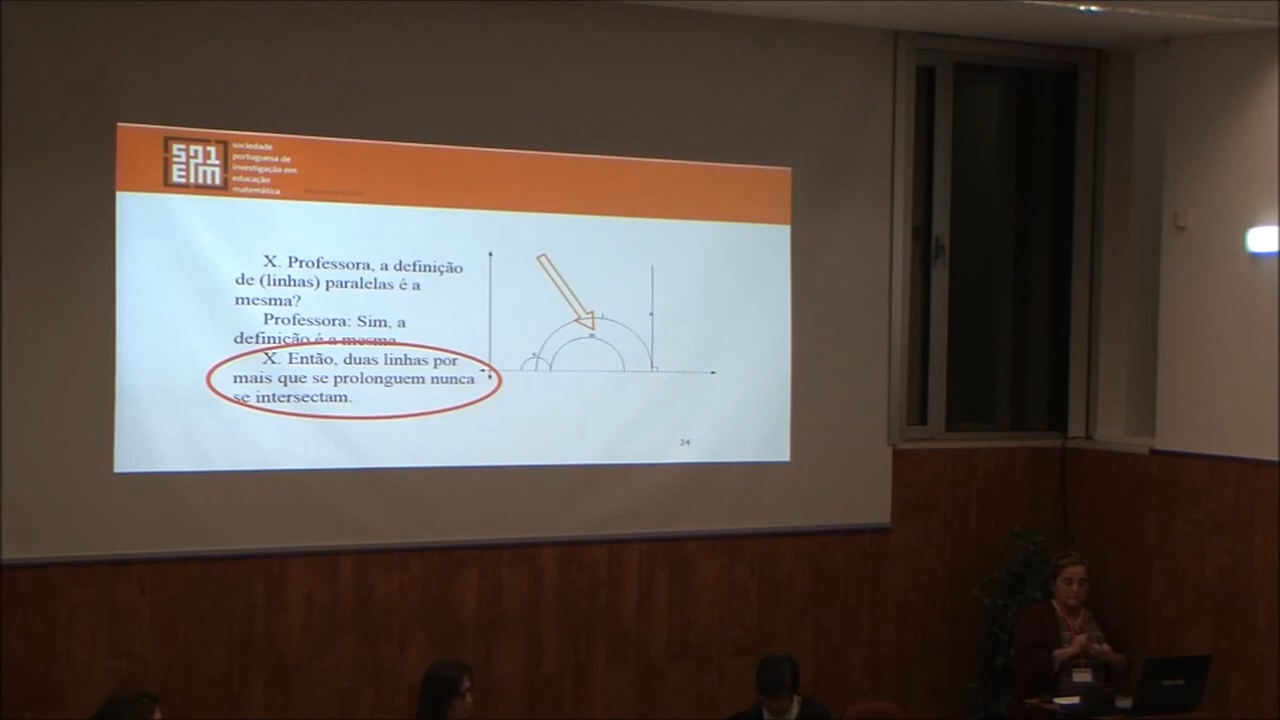 sociedade
portuguesa de
investigação em
educação
matemática
X. Professora, a definição
de (linhas) paralelas é a
mesma?
Professora: Sim, a
definição é a mesma.
X. Então, duas linhas por
mais que se prolonguem nunca
se intersectam.
24